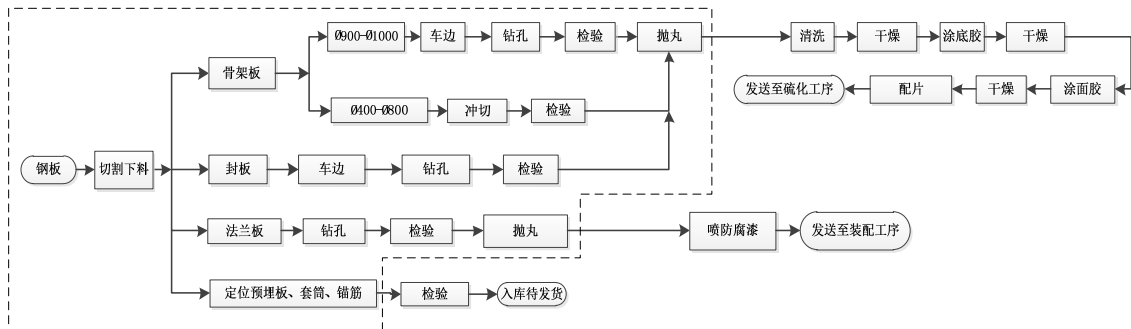 Ø900-Ø1000
车边
钻孔
检验
抛丸
清洗
干燥
涂底胶
干燥
骨架板
发送至硫化工序
配片
干燥
涂面胶
Ø400-Ø800
冲切
检验
钢板
切割下料
封板
车边
钻孔
检验
法兰板
钻孔
检验
抛丸
喷防腐漆
发送至装配工序
定位预埋板、套筒、锚筋
检验
入库待发货